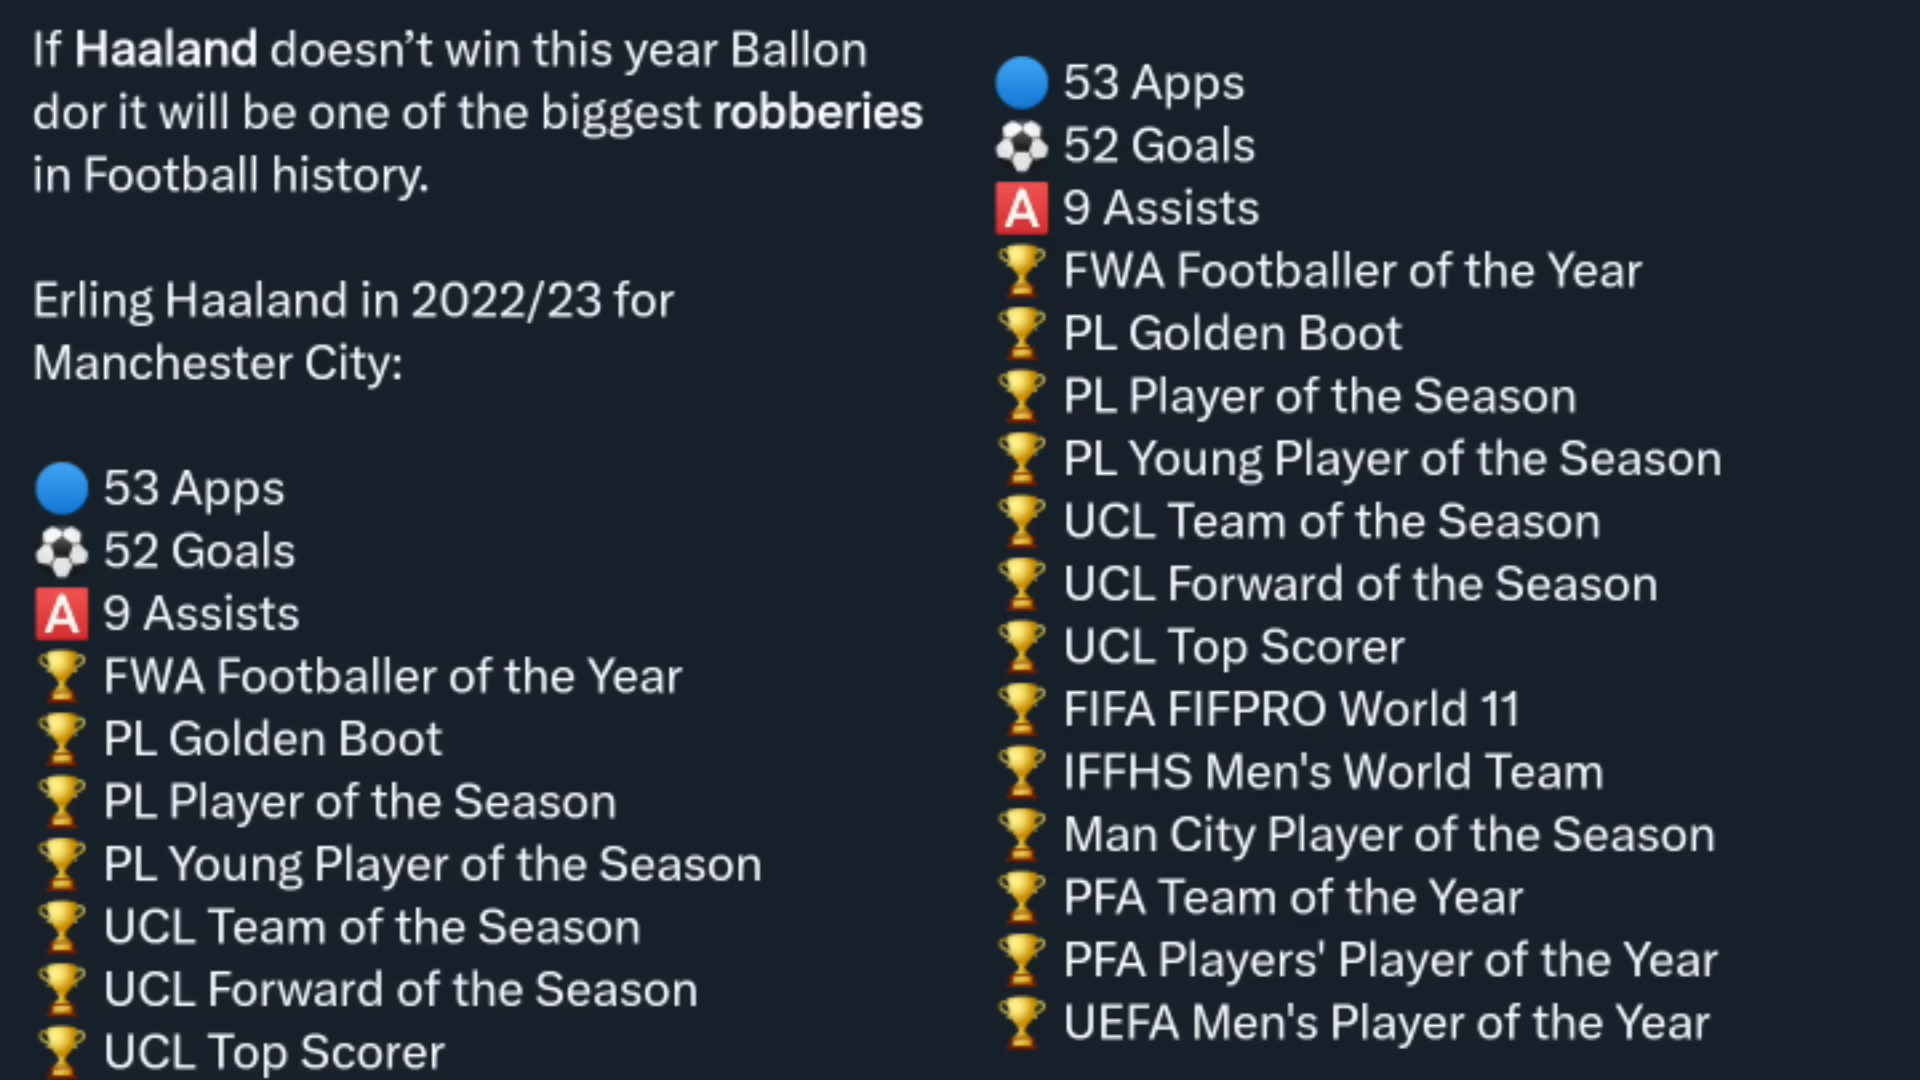 If Haaland doesn’t win this year Ballon
dor it will be one of the biggest robberies
in Football history.
Erling Haaland in 2022/23 for
Manchester City:
53 Apps
52 Goals
A 9 Assists
FWA Footballer of the Year
PL Golden Boot
PL Player of the Season
PL Young Player of the Season
UCL Team of the Season
UCL Forward of the Season
UCL Top Scorer
53 Apps
52 Goals
A 9 Assists
FWA Footballer of the Year
PL Golden Boot
PL Player of the Season
PL Young Player of the Season
UCL Team of the Season
UCL Forward of the Season
UCL Top Scorer
FIFA FIFPRO World 11
IFFHS Men's World Team
Man City Player of the Season
PFA Team of the Year
PFA Players' Player of the Year
UEFA Men's Player of the Year